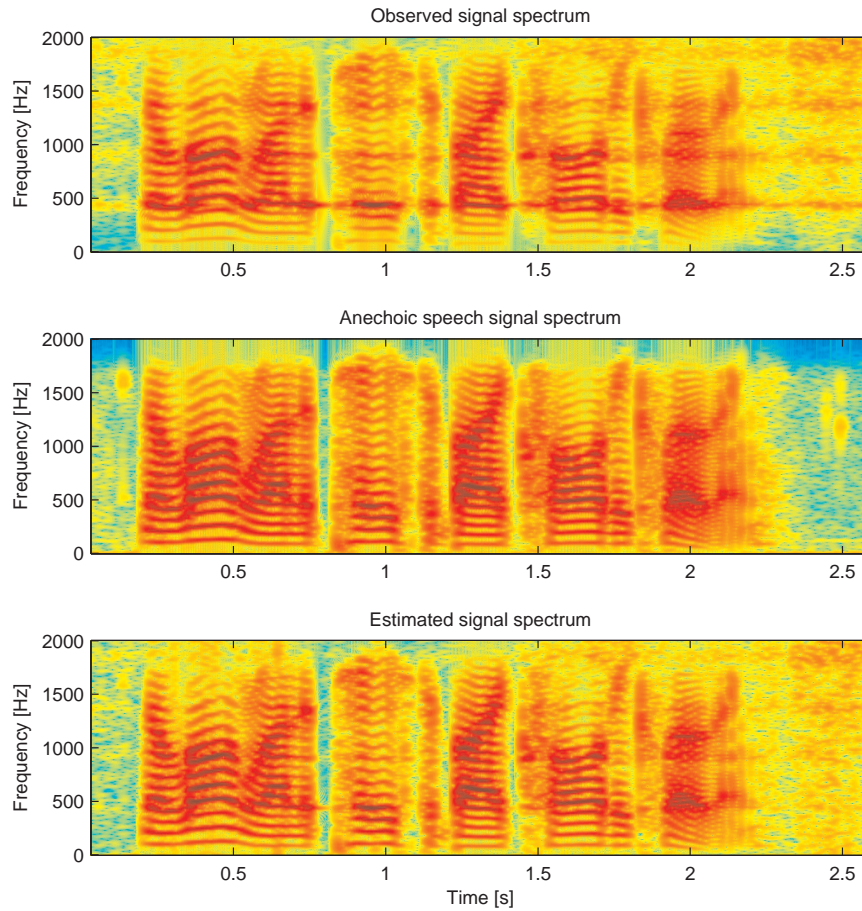 Observed signal spectrum
2000
1500
1000
500
0
Frequency [Hz]
0.5 1 1.5 2 2.5
Anechoic speech signal spectrum
2000
1500
1000
500
0
Frequency [Hz]
0.5 1 1.5 2 2.5
Estimated signal spectrum
2000
1500
1000
500
0
Frequency [Hz]
0.5 1 1.5 2 2.5
Time [s]